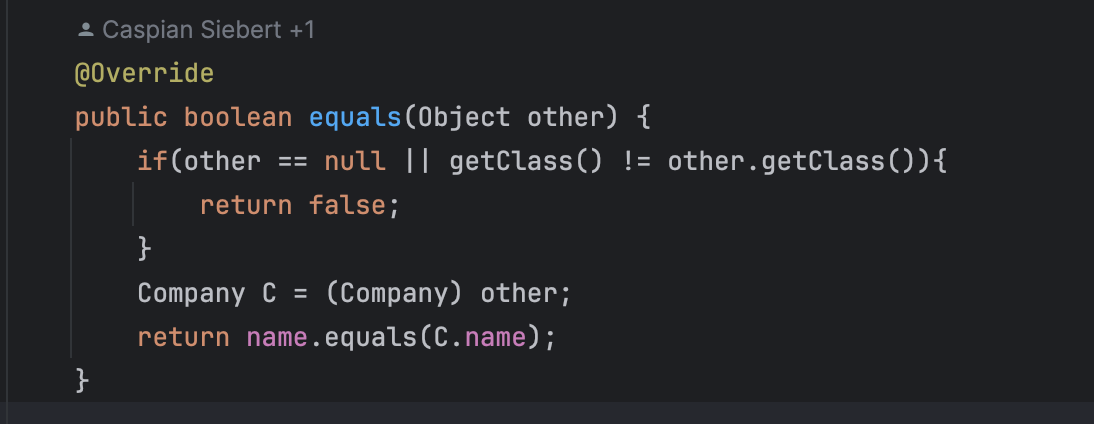 Caspian Siebert +1
@Override
public boolean equals(Object other) {
if(other == null || getClass() != other.getClass()){
return false;
}
Company C = (Company) other;
return name.equals(C.name);
}